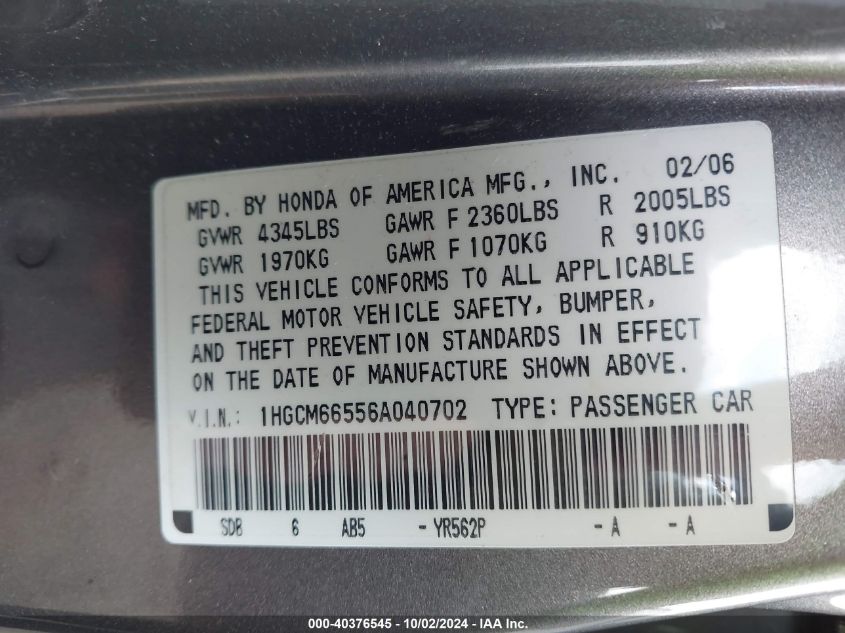 MFD. BY HONDA OF AMERICA MFG., INC. 02/06
GVWR 4345LBS GAWR F 2360LBS R 2005LBS
GVWR 1970KG GAWR F 1070KG R 910KG
THIS VEHICLE CONFORMS TO ALL APPLICABLE
FEDERAL MOTOR VEHICLE SAFETY, BUMPER,
AND THEFT PREVENTION STANDARDS IN EFFECT
ON THE DATE OF MANUFACTURE SHOWN ABOVE.
V.I.N.: 1HGCM66556A040702 TYPE: PASSENGER CAR
SDB 6 AB5 -YR562P -A -A
000-40376545 - 10/02/2024 - IAA Inc.